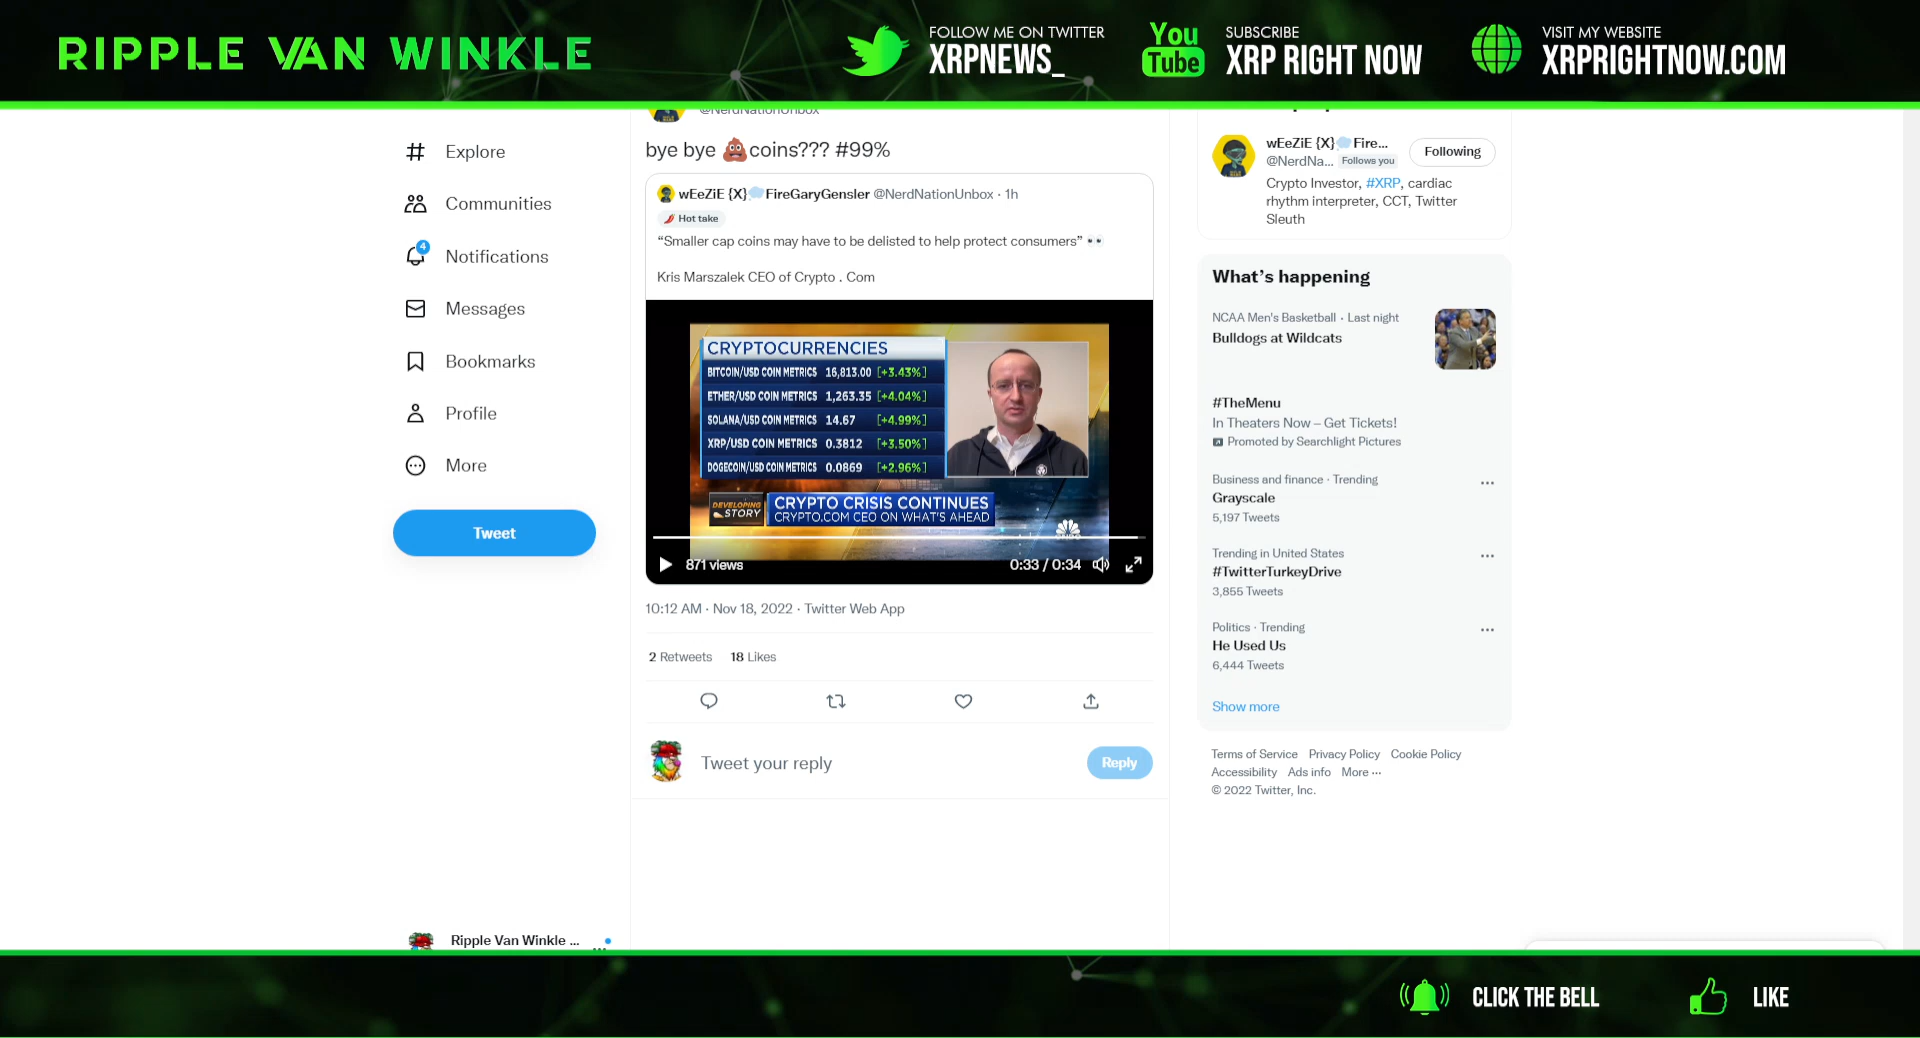 RIPPLE VAN WINKLE
FOLLOW ME ON TWITTER
XRPNEWS_
You
Tube
SUBSCRIBE
XRP RIGHT NOW
VISIT MY WEBSITE
XRPRIGHTNOW.COM
Explore
Communities
4
Notifications
Messages
Bookmarks
Profile
More
Tweet
Ripple Van Winkle ...
@NerdNationUnbox
bye bye 💩coins??? #99%
wEeZiE {X}💭FireGaryGensler @NerdNationUnbox · 1h
🌶️ Hot take
“Smaller cap coins may have to be delisted to help protect consumers” 👀
Kris Marszalek CEO of Crypto . Com
CRYPTOCURRENCIES
BITCOIN/USD COIN METRICS 16,813.00 [+3.43%]
ETHER/USD COIN METRICS 1,263.35 [+4.04%]
SOLANA/USD COIN METRICS 14.67 [+4.99%]
XRP/USD COIN METRICS 0.3812 [+3.50%]
DOGECOIN/USD COIN METRICS 0.0869 [+2.96%]
DEVELOPING
STORY
CRYPTO CRISIS CONTINUES
CRYPTO.COM CEO ON WHAT'S AHEAD
871 views
0:33 / 0:34
10:12 AM · Nov 18, 2022 · Twitter Web App
2 Retweets 18 Likes
Tweet your reply
Reply
wEeZiE {X}💭Fire...
@NerdNa... Follows you
Following
Crypto Investor, #XRP, cardiac
rhythm interpreter, CCT, Twitter
Sleuth
What’s happening
NCAA Men's Basketball · Last night
Bulldogs at Wildcats
#TheMenu
In Theaters Now – Get Tickets!
Promoted by Searchlight Pictures
Business and finance · Trending
Grayscale
5,197 Tweets
Trending in United States
#TwitterTurkeyDrive
3,855 Tweets
Politics · Trending
He Used Us
6,444 Tweets
Show more
Terms of Service Privacy Policy Cookie Policy
Accessibility Ads info More ···
© 2022 Twitter, Inc.
CLICK THE BELL
LIKE